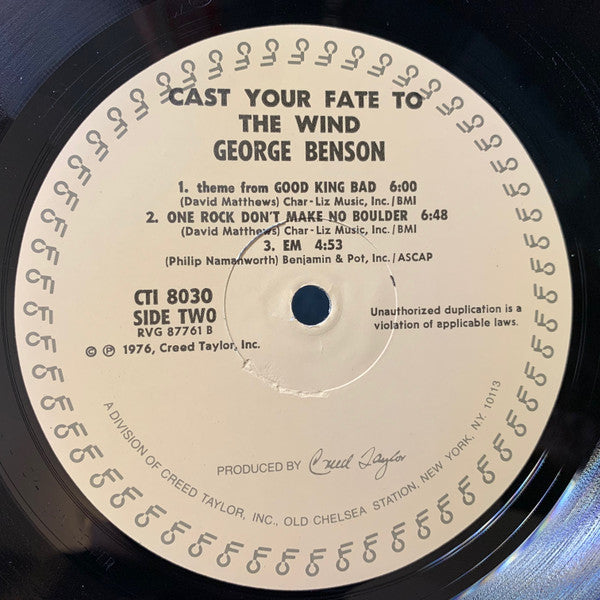 CAST YOUR FATE TO
THE WIND
GEORGE BENSON
1. theme from GOOD KING BAD 6:00
(David Matthews) Char-Liz Music, Inc./BMI
2. ONE ROCK DON'T MAKE NO BOULDER 6:48
(David Matthews) Char-Liz Music, Inc./BMI
3. EM 4:53
(Philip Namanworth) Benjamin & Pot, Inc./ASCAP
CTI 8030
SIDE TWO
RVG 87761 B
© ℗ 1976, Creed Taylor, Inc.
Unauthorized duplication is a
violation of applicable laws.
PRODUCED BY Creed Taylor
A DIVISION OF CREED TAYLOR, INC., OLD CHELSEA STATION, NEW YORK, N.Y. 10113